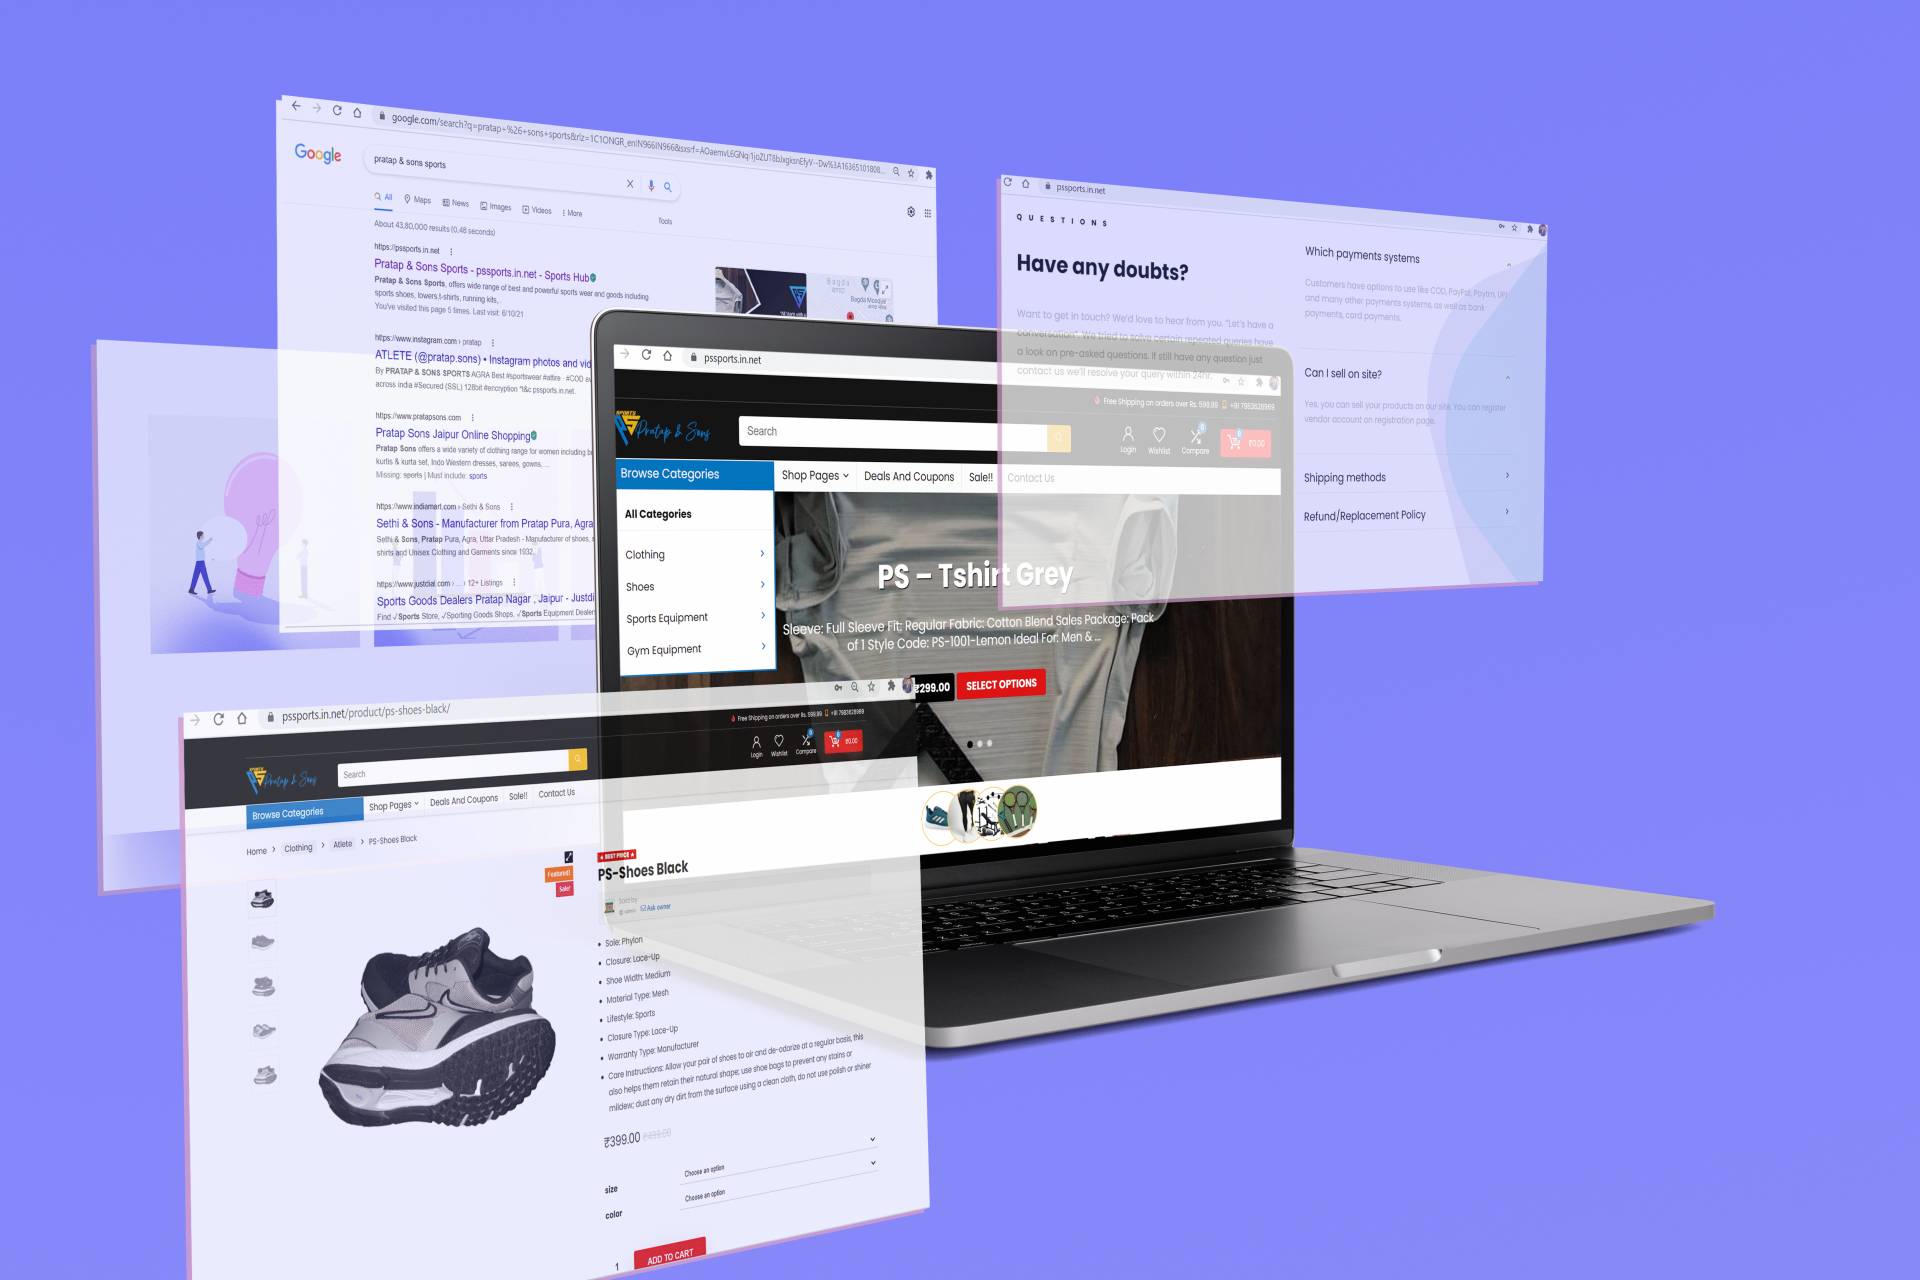 google.com/search?q=pratap+%26+sons+sports&rlz=1C1ONGR_enIN966IN966&sxsrf=
Google
pratap & sons sports
All Maps News Images Videos More
Tools
About 43,80,000 results (0.48 seconds)
https://pssports.in.net
Pratap & Sons Sports - pssports.in.net - Sports Hub
Pratap & Sons Sports, offers wide range of best and powerful sports wear and goods including
sports shoes, lowers,t-shirts, running kits,.
You've visited this page 5 times. Last visit: 6/10/21
https://www.instagram.com › pratap
ATLETE (@pratap.sons) • Instagram photos and vid
By PRATAP & SONS SPORTS AGRA Best #sportswear #attire - #COD
across india #Secured (SSL) 128bit #encryption *t&c pssports.in.net.
https://www.pratapsons.com
Pratap Sons Jaipur Online Shopping
Pratap Sons offers a wide variety of clothing range for women including
kurtis & kurta set, Indo Western dresses, sarees, gowns, ...
Missing: sports | Must include: sports
https://www.indiamart.com › Sethi & Sons
Sethi & Sons - Manufacturer from Pratap Pura, Agra
Sethi & Sons, Pratap Pura, Agra, Uttar Pradesh - Manufacturer of shoes,
shirts and Unisex Clothing and Garments since 1932.
https://www.justdial.com › ... › 12+ Listings
Sports Goods Dealers Pratap Nagar , Jaipur - Justdi
Find ✓Sports Store, ✓Sporting Goods Shops, ✓Sports Equipment Dealer
pssports.in.net
QUESTIONS
Have any doubts?
Want to get in touch? We'd love to hear from you. "Let's have a
conversation". We tried to solve certain repeated queries have
a look on pre-asked questions. If still have any question just
contact us we'll resolve your query within 24hr.
Which payments systems
Customers have options to use like COD, PayPal, Paytm, UPI
and many other payments systems, as well as bank
payments, card payments.
Can I sell on site?
Yes, you can sell your products on our site. You can register
vendor account on registration page.
Shipping methods
Refund/Replacement Policy
pssports.in.net
Free Shipping on orders over Rs. 599.99 +91 7983628969
SPORTS
Pratap & Sons
Search
Login Wishlist Compare ₹0.00
0 0
Browse Categories
Shop Pages Deals And Coupons Sale!! Contact Us
All Categories
Clothing
Shoes
Sports Equipment
Gym Equipment
PS – Tshirt Grey
Sleeve: Full Sleeve Fit: Regular Fabric: Cotton Blend Sales Package: Pack
of 1 Style Code: PS-1001-Lemon Ideal For: Men & ...
₹299.00 SELECT OPTIONS
pssports.in.net/product/ps-shoes-black/
Free Shipping on orders over Rs. 599.99 +91 7983628969
SPORTS
Pratap & Sons
Search
Login Wishlist Compare ₹0.00
0 0
Browse Categories
Shop Pages Deals And Coupons Sale!! Contact Us
Home › Clothing › Atlete › PS-Shoes Black
Featured!
Sale!
BEST PRICE
PS-Shoes Black
Sold by
Ask owner
Sole: Phylon
Closure: Lace-Up
Shoe Width: Medium
Material Type: Mesh
Lifestyle: Sports
Closure Type: Lace-Up
Warranty Type: Manufacturer
Care Instructions: Allow your pair of shoes to air and de-odorize at a regular basis, this
also helps them retain their natural shape; use shoe bags to prevent any stains or
mildew; dust any dry dirt from the surface using a clean cloth, do not use polish or shiner
₹399.00 ₹499.00
size
Choose an option
color
Choose an option
1 ADD TO CART